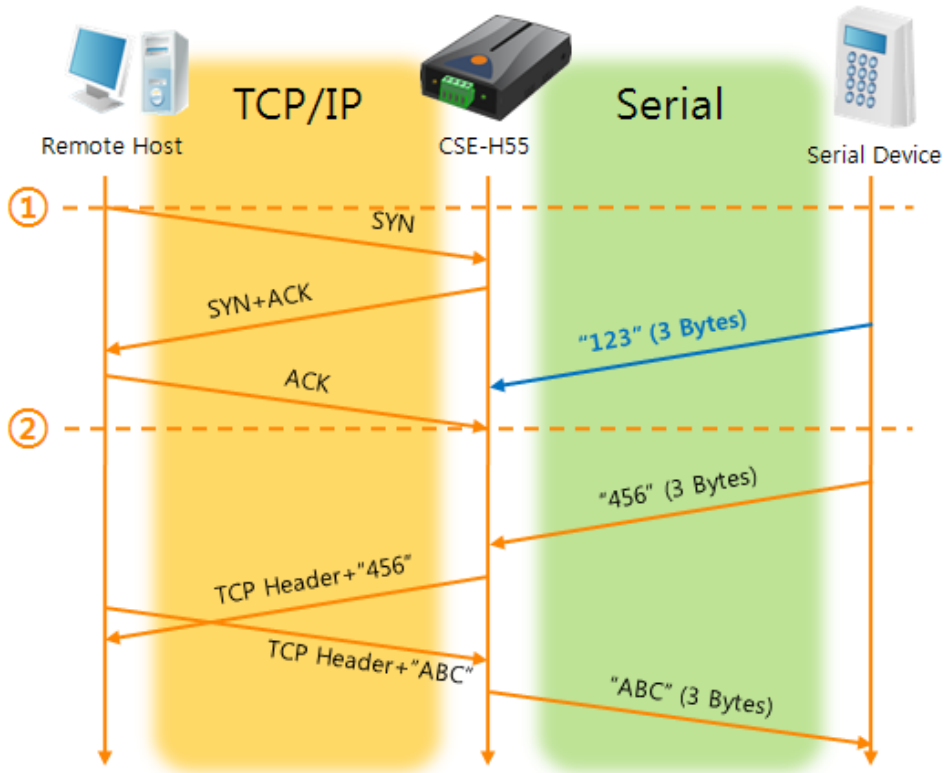 TCP/IP
Serial
Remote Host
CSE-H55
Serial Device
①
SYN
SYN+ACK
“123” (3 Bytes)
ACK
②
“456” (3 Bytes)
TCP Header+“456”
TCP Header+“ABC”
“ABC” (3 Bytes)